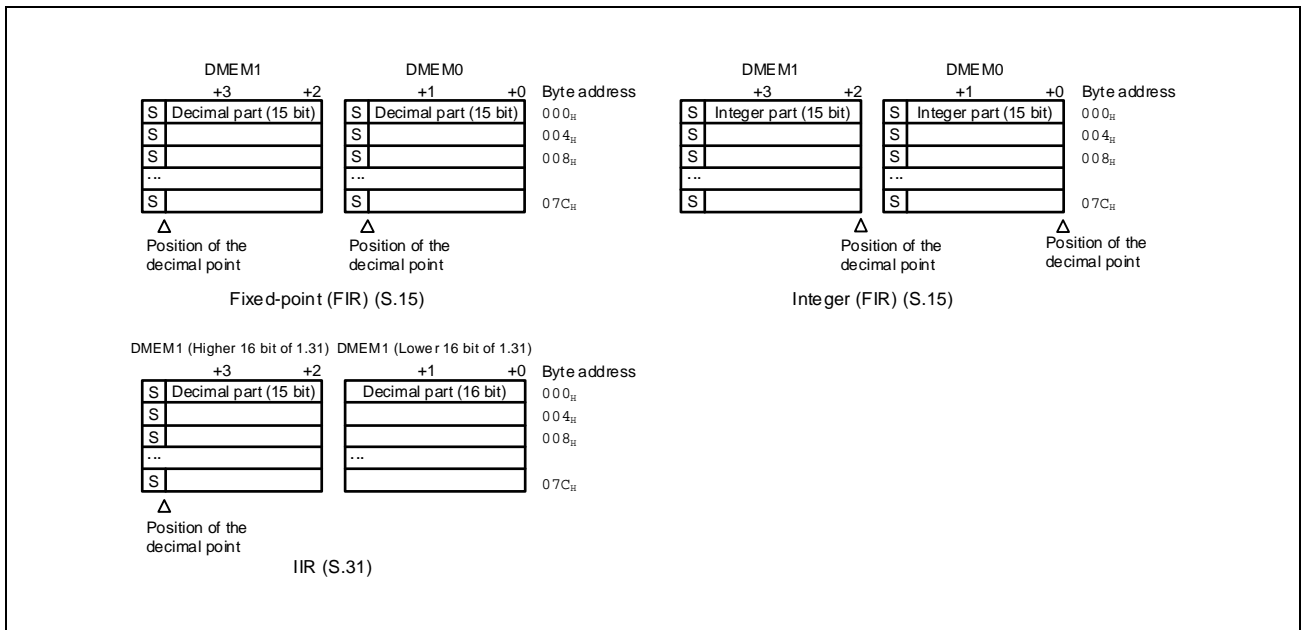 DMEM1 DMEM0
+3 +2 +1 +0 Byte address
S Decimal part (15 bit) S Decimal part (15 bit) 000H
S S 004H
S S 008H
... ...
S S 07CH
Position of the decimal point Position of the decimal point
Fixed-point (FIR) (S.15)
DMEM1 DMEM0
+3 +2 +1 +0 Byte address
S Integer part (15 bit) S Integer part (15 bit) 000H
S S 004H
S S 008H
... ...
S S 07CH
Position of the decimal point Position of the decimal point
Integer (FIR) (S.15)
DMEM1 (Higher 16 bit of 1.31) DMEM1 (Lower 16 bit of 1.31)
+3 +2 +1 +0 Byte address
S Decimal part (15 bit) Decimal part (16 bit) 000H
S 004H
S 008H
... ...
S 07CH
Position of the
decimal point
IIR (S.31)